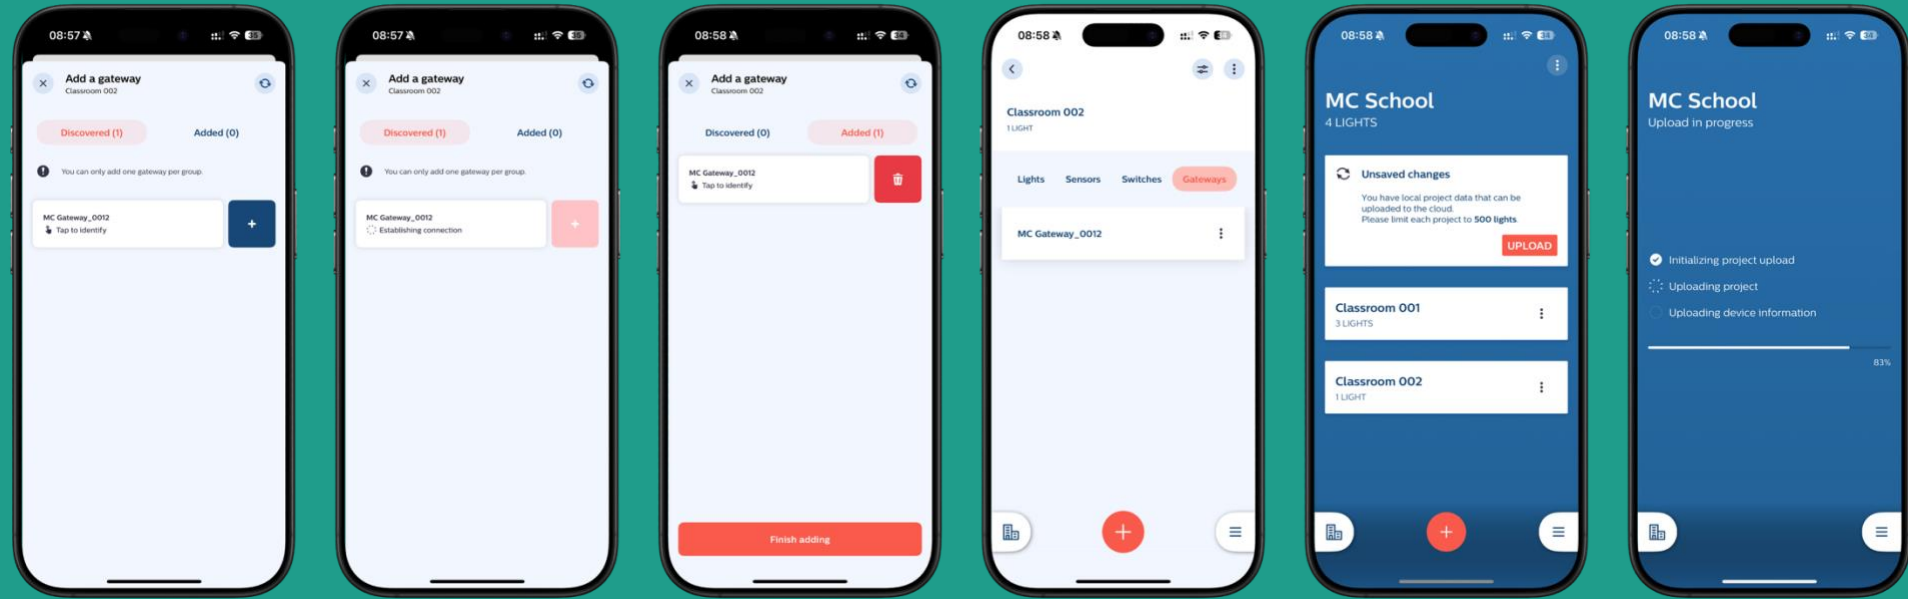 08:57
35
Add a gateway
Classroom 002
Discovered (1)
Added (0)
You can only add one gateway per group.
MC Gateway_0012
Tap to identify
08:57
35
Add a gateway
Classroom 002
Discovered (1)
Added (0)
You can only add one gateway per group.
MC Gateway_0012
Establishing connection
08:58
34
Add a gateway
Classroom 002
Discovered (0)
Added (1)
MC Gateway_0012
Tap to identify
Finish adding
08:58
34
Classroom 002
1 LIGHT
Lights
Sensors
Switches
Gateways
MC Gateway_0012
08:58
34
MC School
4 LIGHTS
Unsaved changes
You have local project data that can be
uploaded to the cloud.
Please limit each project to 500 lights
UPLOAD
Classroom 001
3 LIGHTS
Classroom 002
1 LIGHT
08:58
34
MC School
Upload in progress
Initializing project upload
Uploading project
Uploading device information
83%